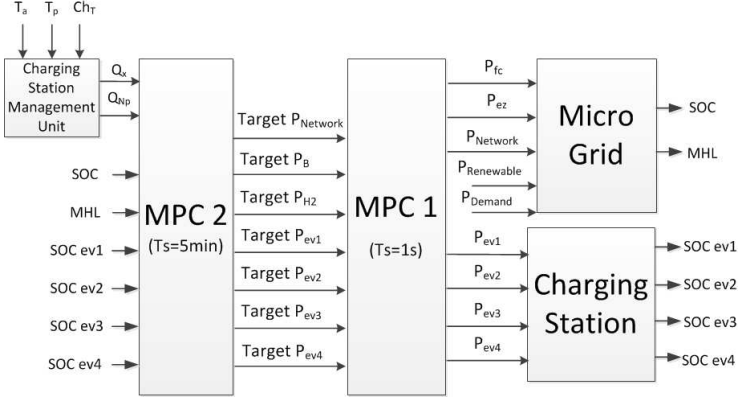 Ta Tp ChT
Charging
Station
Management
Unit
Qx
QNp
SOC
MHL
SOC ev1
SOC ev2
SOC ev3
SOC ev4
MPC 2
(Ts=5min)
Target PNetwork
Target PB
Target PH2
Target Pev1
Target Pev2
Target Pev3
Target Pev4
MPC 1
(Ts=1s)
Pfc
Pez
PNetwork
PRenewable
PDemand
Pev1
Pev2
Pev3
Pev4
Micro
Grid
SOC
MHL
Charging
Station
SOC ev1
SOC ev2
SOC ev3
SOC ev4